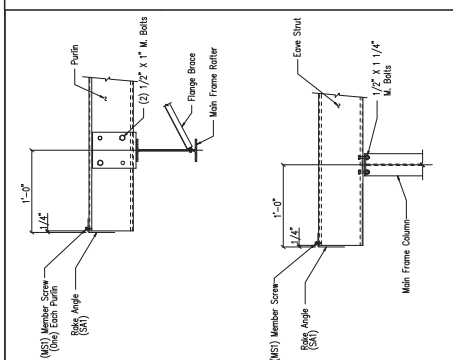 (MS1) Member Screw
(One) Each Purlin
Rake Angle
(SA1)
1/4"
1'-0"
Purlin
(2) 1/2" X 1" M. Bolts
Flange Brace
Main Frame Rafter
(MS1) Member Screw
Rake Angle
(SA1)
1/4"
1'-0"
Eave Strut
1/2" X 1 1/4"
M. Bolts
Main Frame Column